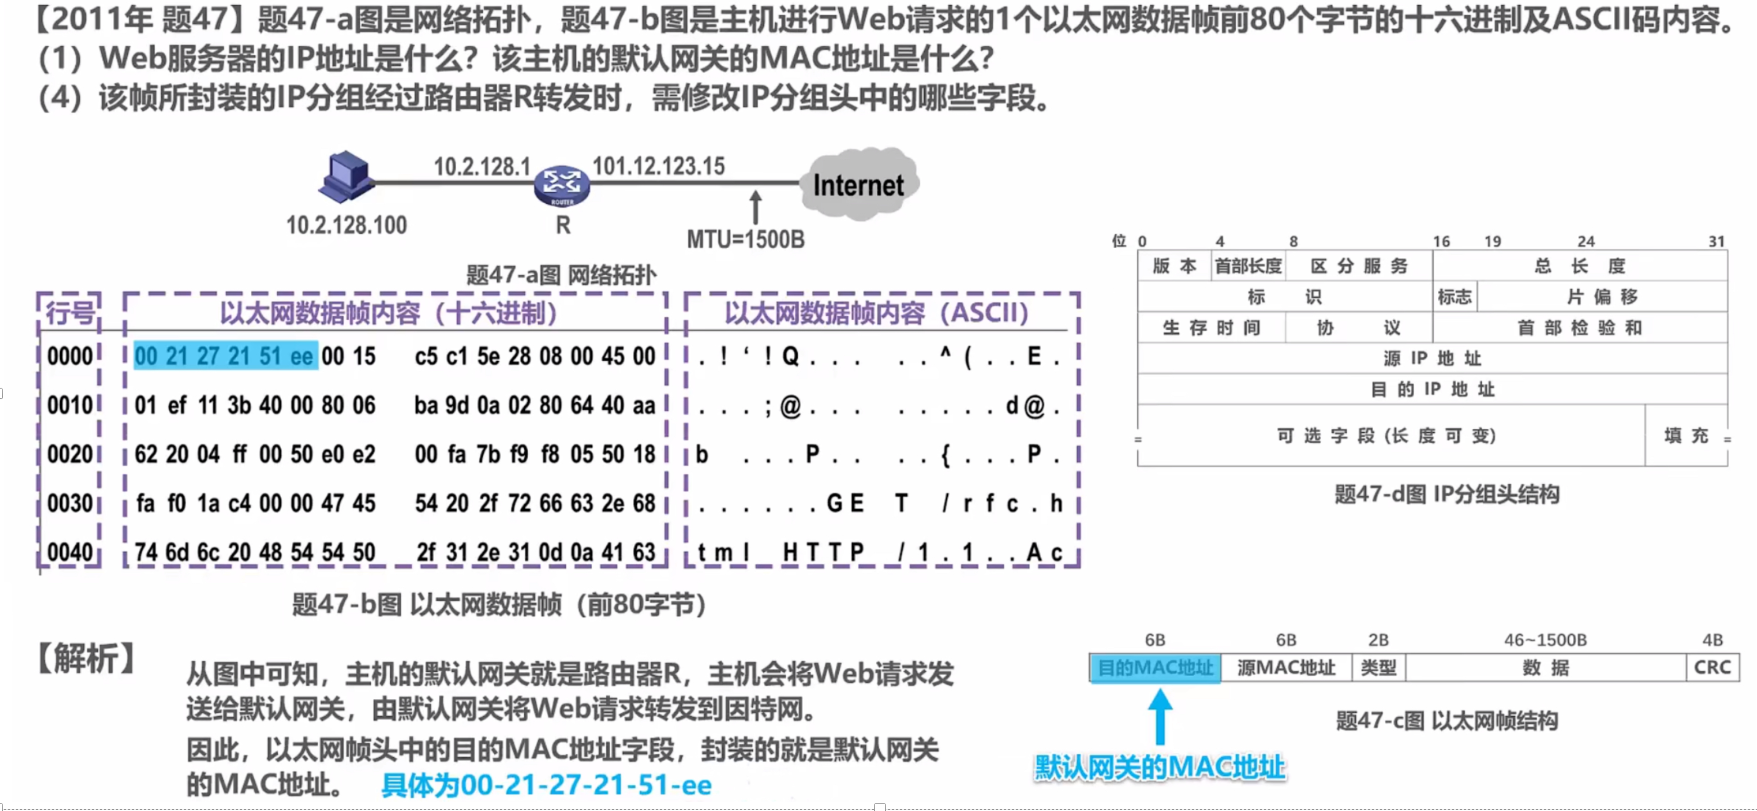 【2011年 题47】题47-a图是网络拓扑，题47-b图是主机进行Web请求的1个以太网数据帧前80个字节的十六进制及ASCII码内容。
（1）Web服务器的IP地址是什么？该主机的默认网关的MAC地址是什么？
（4）该帧所封装的IP分组经过路由器R转发时，需修改IP分组头中的哪些字段。
10.2.128.1 101.12.123.15
Internet
ROUTER
10.2.128.100 R MTU=1500B
题47-a图 网络拓扑
行号 以太网数据帧内容（十六进制） 以太网数据帧内容（ASCII）
0000 00 21 27 21 51 ee 00 15 c5 c1 5e 28 08 00 45 00 . ! ‘ ! Q . . . . . ^ ( . . E .
0010 01 ef 11 3b 40 00 80 06 ba 9d 0a 02 80 64 40 aa . . . ; @ . . . . . . . . d @ .
0020 62 20 04 ff 00 50 e0 e2 00 fa 7b f9 f8 05 50 18 b . . . P . . . . { . . . P .
0030 fa f0 1a c4 00 00 47 45 54 20 2f 72 66 63 2e 68 . . . . . . G E T / r f c . h
0040 74 6d 6c 20 48 54 54 50 2f 31 2e 31 0d 0a 41 63 t m l H T T P / 1 . 1 . . A c
题47-b图 以太网数据帧（前80字节）
位 0 4 8 16 19 24 31
版本 首部长度 区分服务 总长度
标识 标志 片偏移
生存时间 协议 首部检验和
源 IP 地址
目的 IP 地址
可选字段(长度可变) 填充
题47-d图 IP分组头结构
【解析】
从图中可知，主机的默认网关就是路由器R，主机会将Web请求发
送给默认网关，由默认网关将Web请求转发到因特网。
因此，以太网帧头中的目的MAC地址字段，封装的就是默认网关
的MAC地址。 具体为00-21-27-21-51-ee
6B 6B 2B 46~1500B 4B
目的MAC地址 源MAC地址 类型 数据 CRC
题47-c图 以太网帧结构
默认网关的MAC地址